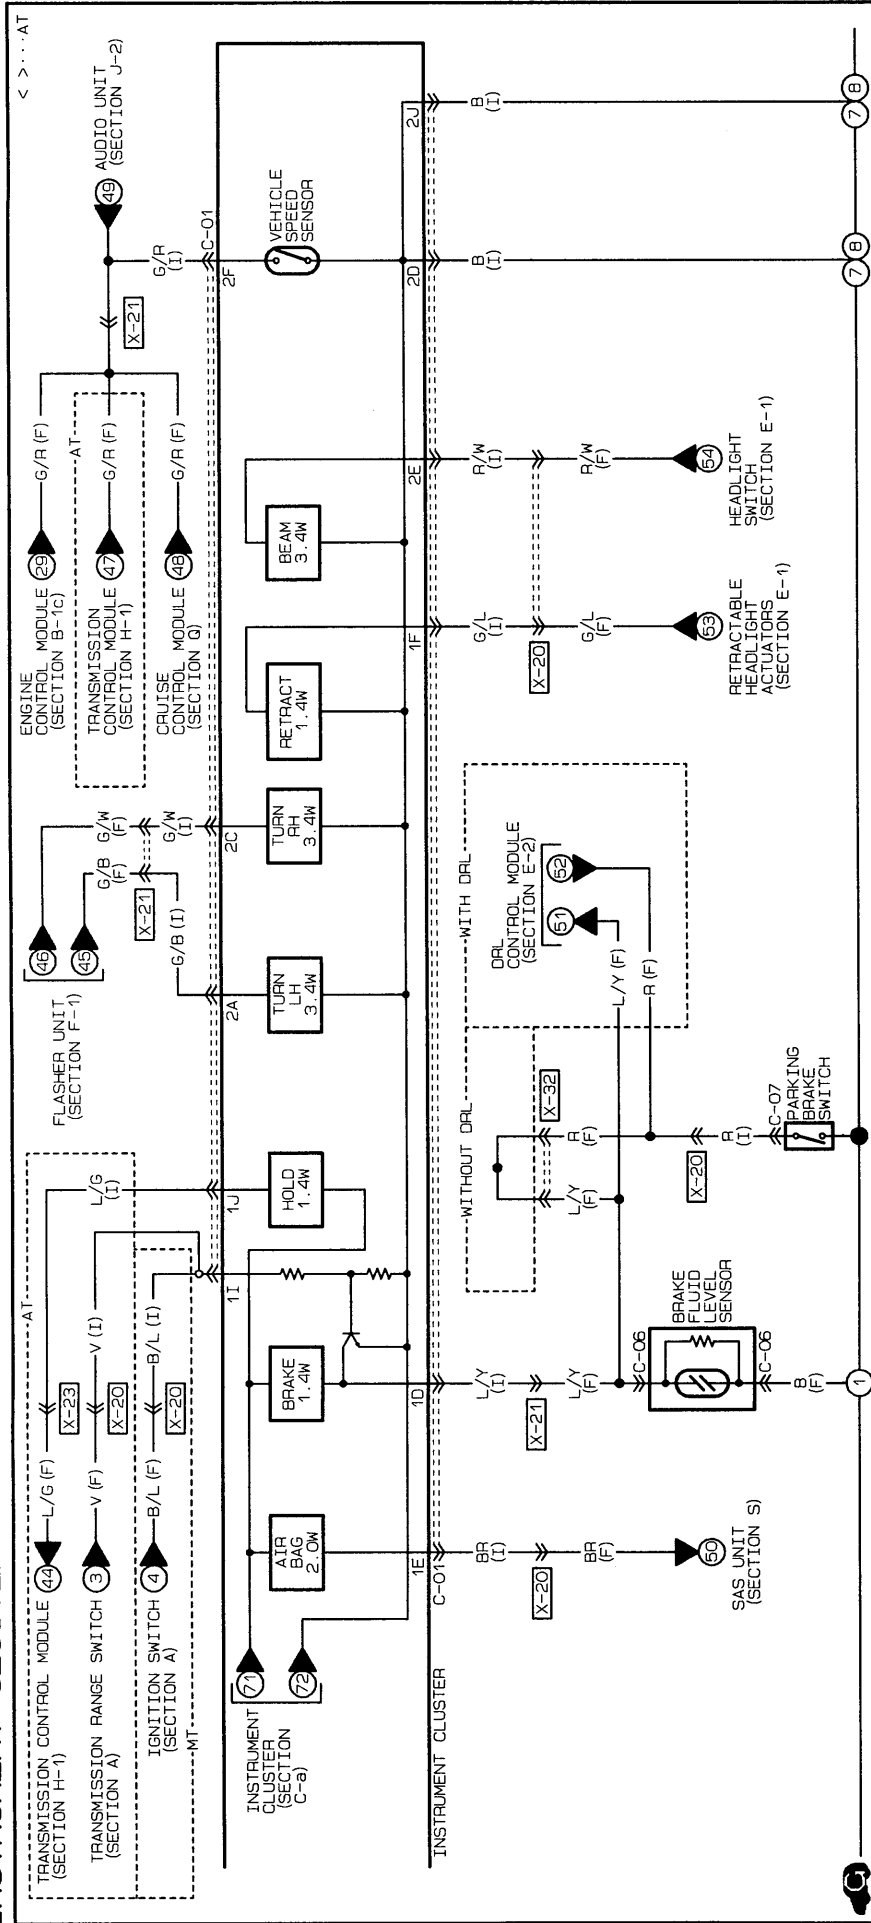 < >···AT
TRANSMISSION CONTROL MODULE 44
(SECTION H-1)
L/G (F)
X-23
L/G
(I)
AT
TRANSMISSION RANGE SWITCH 3
(SECTION A)
V (F)
X-20
V (I)
IGNITION SWITCH 4
(SECTION A)
B/L (F)
X-20
B/L (I)
MT
FLASHER UNIT
(SECTION F-1)
46
45
G/W
(F)
G/B
(F)
X-21
G/W
(I)
G/B (I)
ENGINE
CONTROL MODULE 29
(SECTION B-1c)
G/R (F)
AT
TRANSMISSION
CONTROL MODULE 47
(SECTION H-1)
G/R (F)
CRUISE
CONTROL MODULE 48
(SECTION Q)
G/R (F)
X-21
49 AUDIO UNIT
(SECTION J-2)
G/R
(I)
C-01
1I
1J
2A
2C
2F
INSTRUMENT
CLUSTER
(SECTION
C-a)
71
72
AIR
BAG
2.0W
BRAKE
1.4W
HOLD
1.4W
TURN
LH
3.4W
TURN
RH
3.4W
RETRACT
1.4W
BEAM
3.4W
VEHICLE
SPEED
SENSOR
1E
1D
1F
2E
2D
2J
INSTRUMENT CLUSTER
C-01
BR
(I)
X-20
BR
(F)
50
SAS UNIT
(SECTION S)
L/Y
(I)
X-21
L/Y
(F)
WITHOUT DRL
X-32
L/Y
(F)
R
(F)
WITH DRL
DRL
CONTROL MODULE
(SECTION E-2)
51
52
L/Y (F)
R (F)
C-06
BRAKE
FLUID
LEVEL
SENSOR
C-06
B
(F)
1
X-20
R
(I)
C-07
PARKING
BRAKE
SWITCH
G/L
(I)
X-20
G/L
(F)
53
RETRACTABLE
HEADLIGHT
ACTUATORS
(SECTION E-1)
R/W
(I)
R/W
(F)
54
HEADLIGHT
SWITCH
(SECTION E-1)
B
(I)
B
(I)
7 8
7 8
G